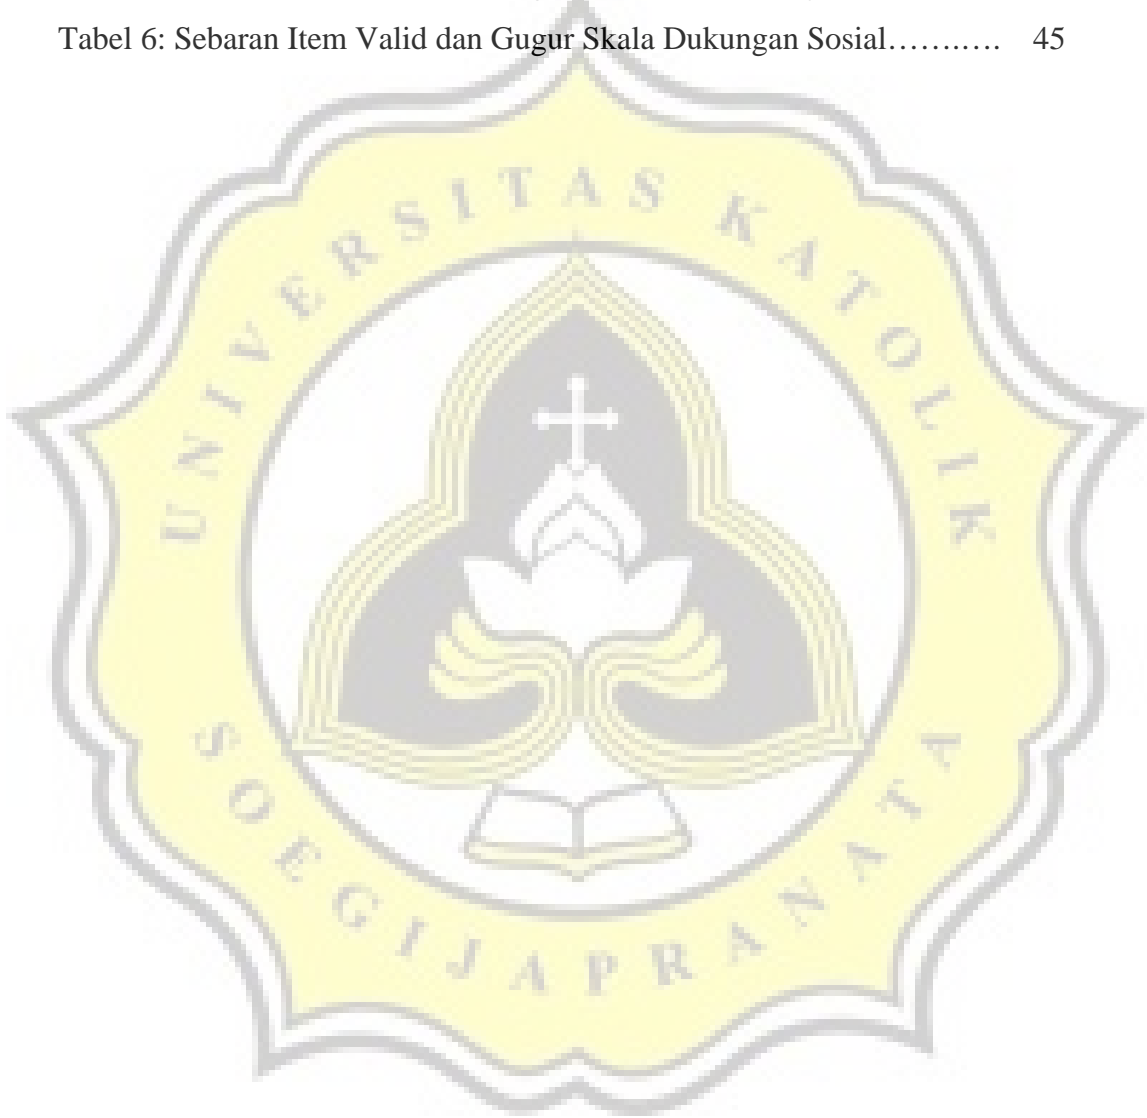 Tabel 6: Sebaran Item Valid dan Gugur Skala Dukungan Sosial……..…. 45
UNIVERSITAS KATOLIK
SOEGIJAPRANATA